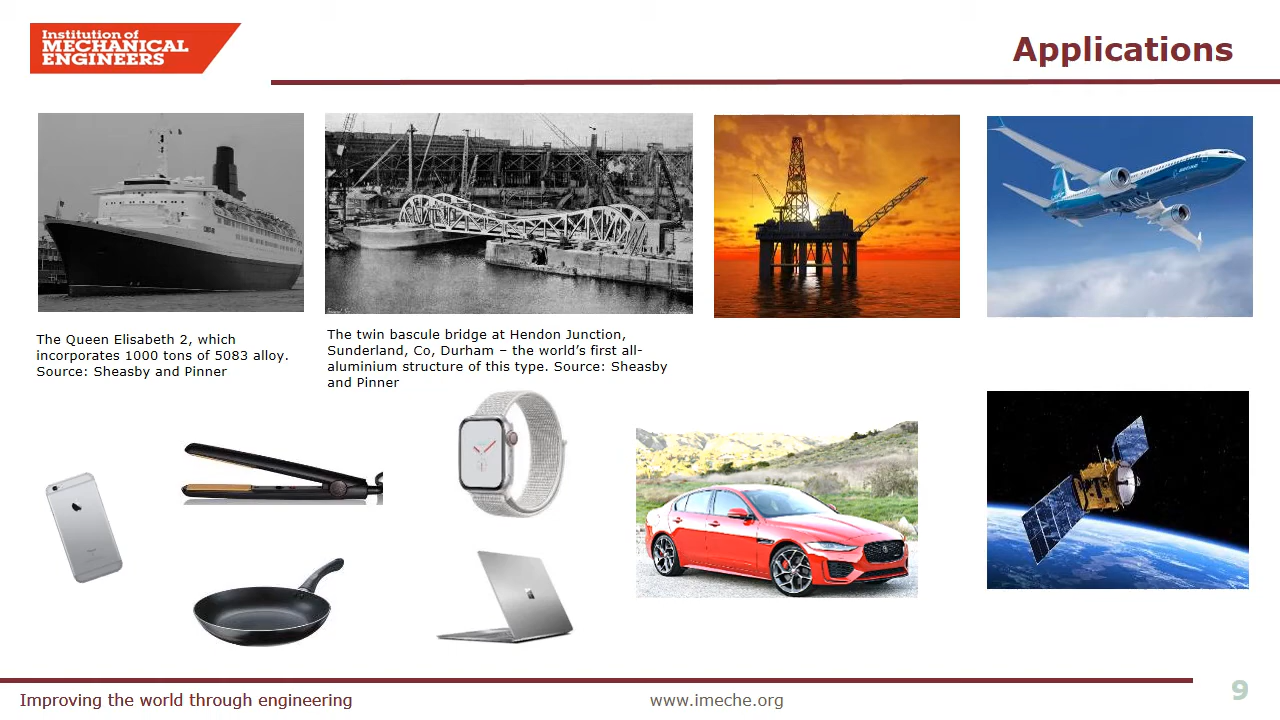 Institution of
MECHANICAL
ENGINEERS
Applications
The Queen Elisabeth 2, which
incorporates 1000 tons of 5083 alloy.
Source: Sheasby and Pinner
The twin bascule bridge at Hendon Junction,
Sunderland, Co, Durham – the world’s first all-
aluminium structure of this type. Source: Sheasby
and Pinner
Improving the world through engineering
www.imeche.org
9